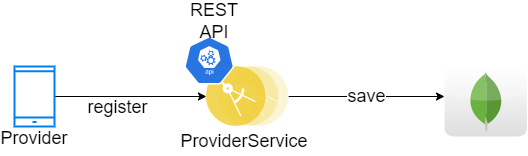 REST
API
api
register
save
Provider
ProviderService